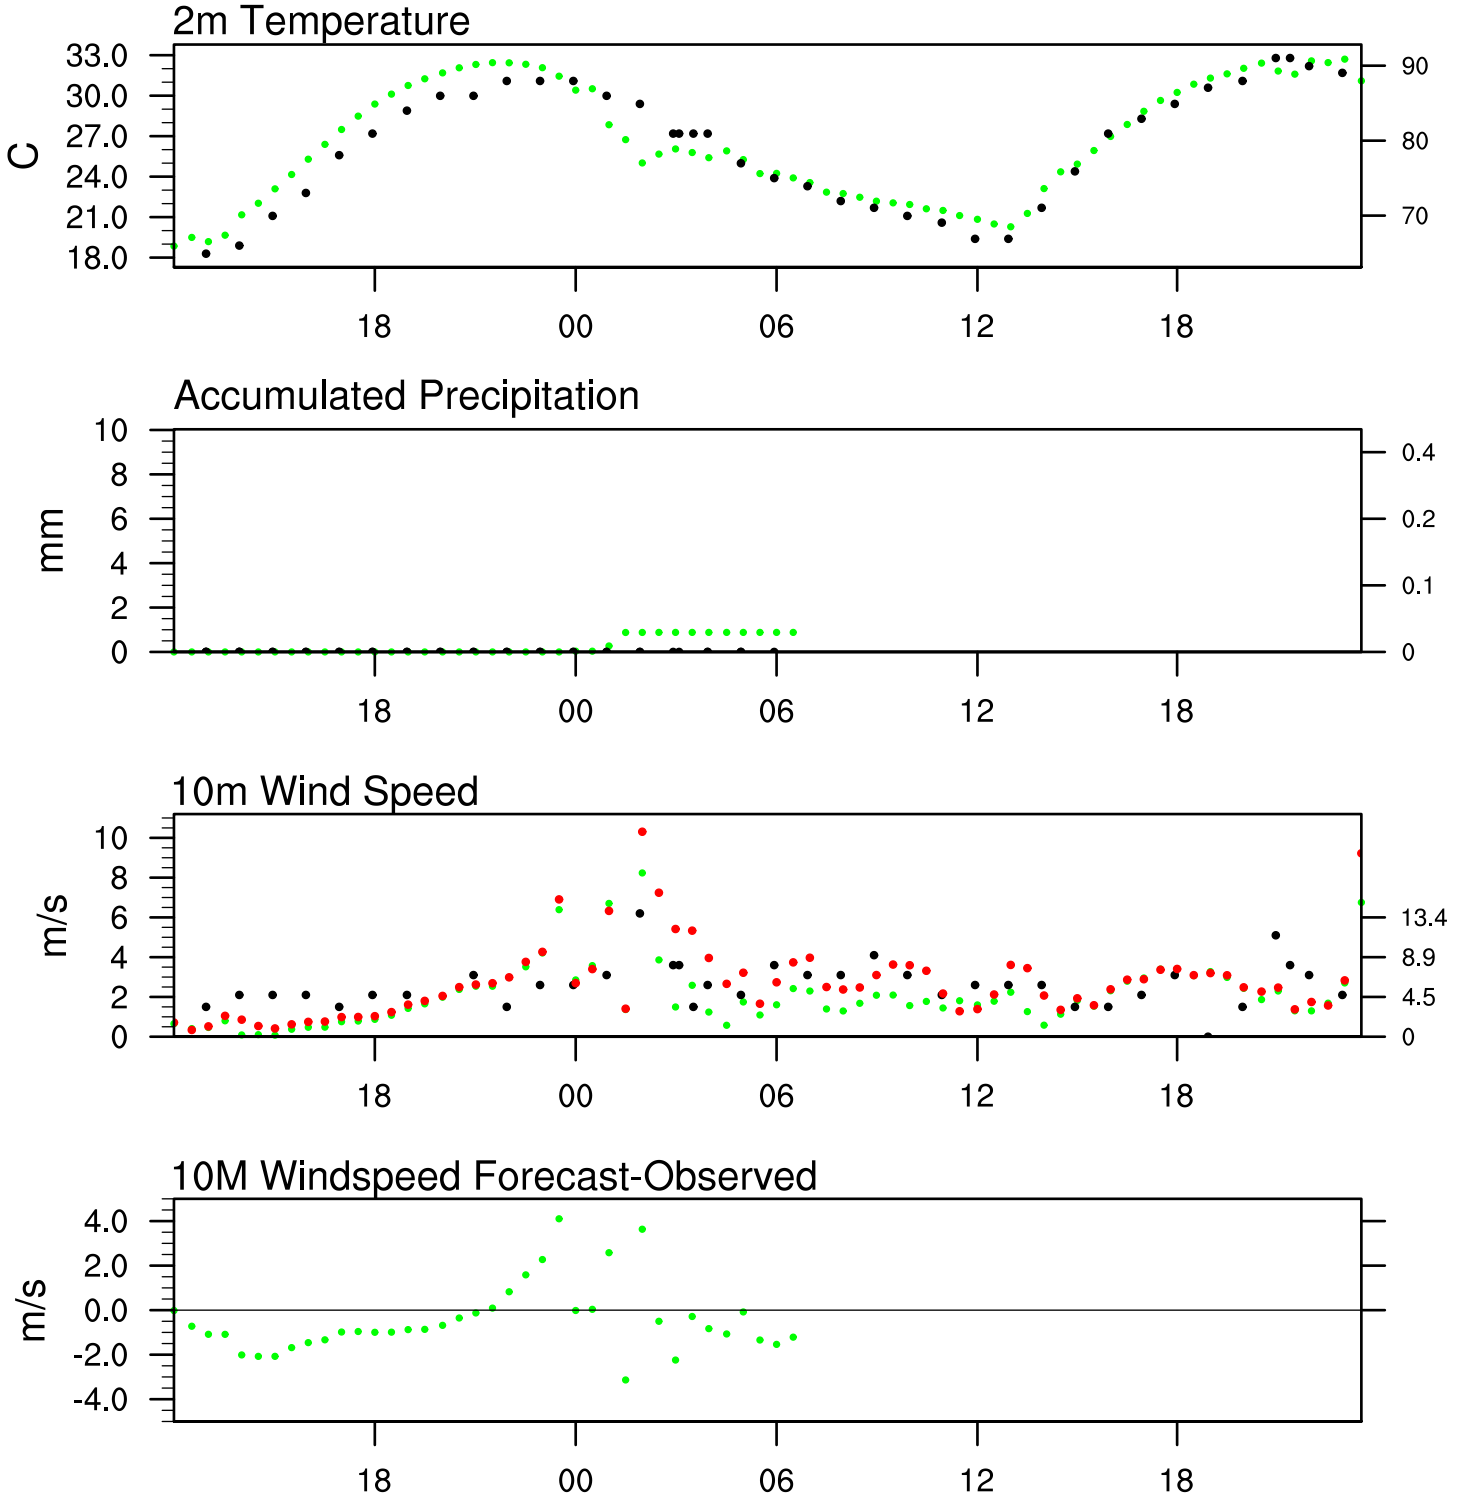 2m Temperature
33.0
30.0
27.0
24.0
21.0
18.0
C
90
80
70
18 00 06 12 18
Accumulated Precipitation
10
8
6
4
2
0
mm
0.4
0.2
0.1
0
18 00 06 12 18
10m Wind Speed
10
8
6
4
2
0
m/s
13.4
8.9
4.5
0
18 00 06 12 18
10M Windspeed Forecast-Observed
4.0
2.0
0.0
-2.0
-4.0
m/s
18 00 06 12 18